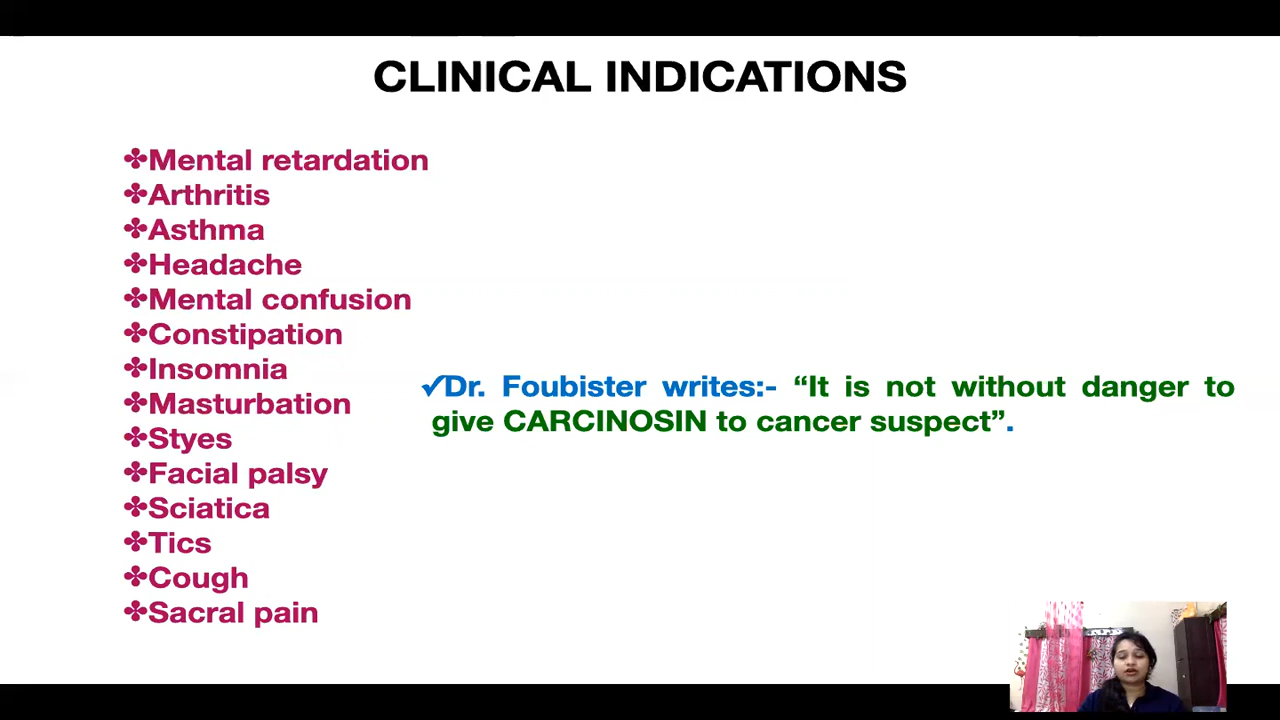 CLINICAL INDICATIONS
✤Mental retardation
✤Arthritis
✤Asthma
✤Headache
✤Mental confusion
✤Constipation
✤Insomnia
✤Masturbation
✤Styes
✤Facial palsy
✤Sciatica
✤Tics
✤Cough
✤Sacral pain
✓Dr. Foubister writes:- “It is not without danger to
give CARCINOSIN to cancer suspect”.